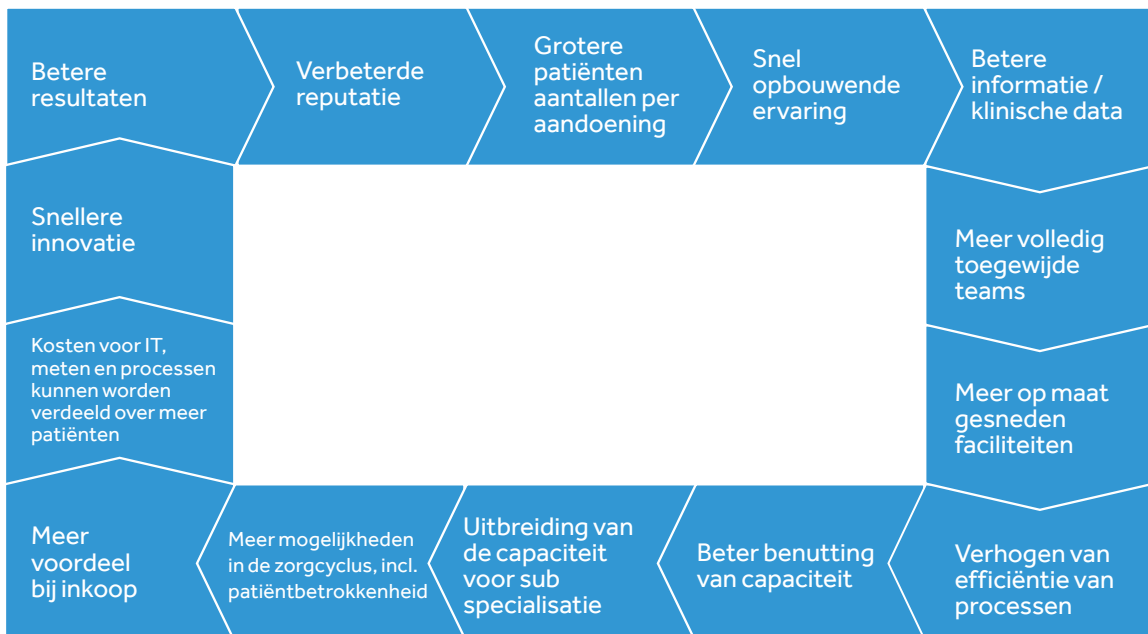 Betere
resultaten
Verbeterde
reputatie
Grotere
patiënten
aantallen per
aandoening
Snel
opbouwende
ervaring
Betere
informatie /
klinische data
Meer volledig
toegewijde
teams
Meer op maat
gesneden
faciliteiten
Verhogen van
efficiëntie van
processen
Beter benutting
van capaciteit
Uitbreiding van
de capaciteit
voor sub
specialisatie
Meer mogelijkheden
in de zorgcyclus, incl.
patiëntbetrokkenheid
Meer
voordeel
bij inkoop
Kosten voor IT,
meten en processen
kunnen worden
verdeeld over meer
patiënten
Snellere
innovatie